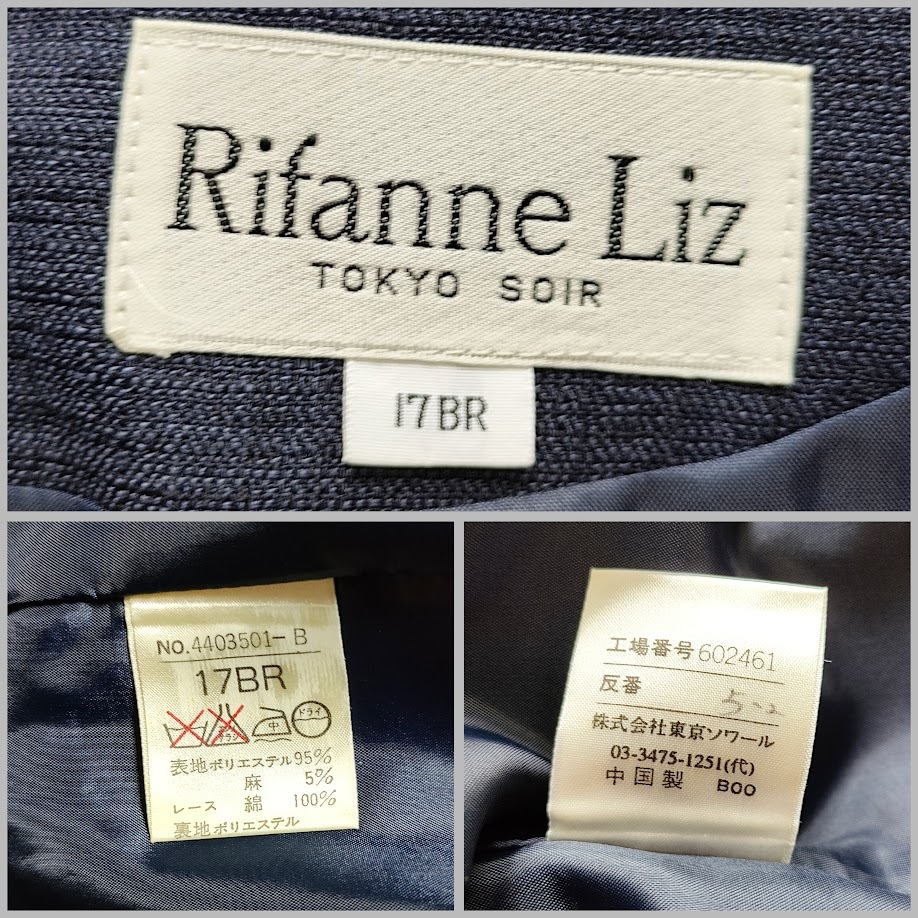 Rifanne Liz
TOKYO SOIR
17BR
NO.4403501-B
17BR
中
ドライ
表地ポリエステル95%
麻 5%
レース 綿 100%
裏地ポリエステル
工場番号602461
反番
株式会社東京ソワール
03-3475-1251(代)
中国製 BOO